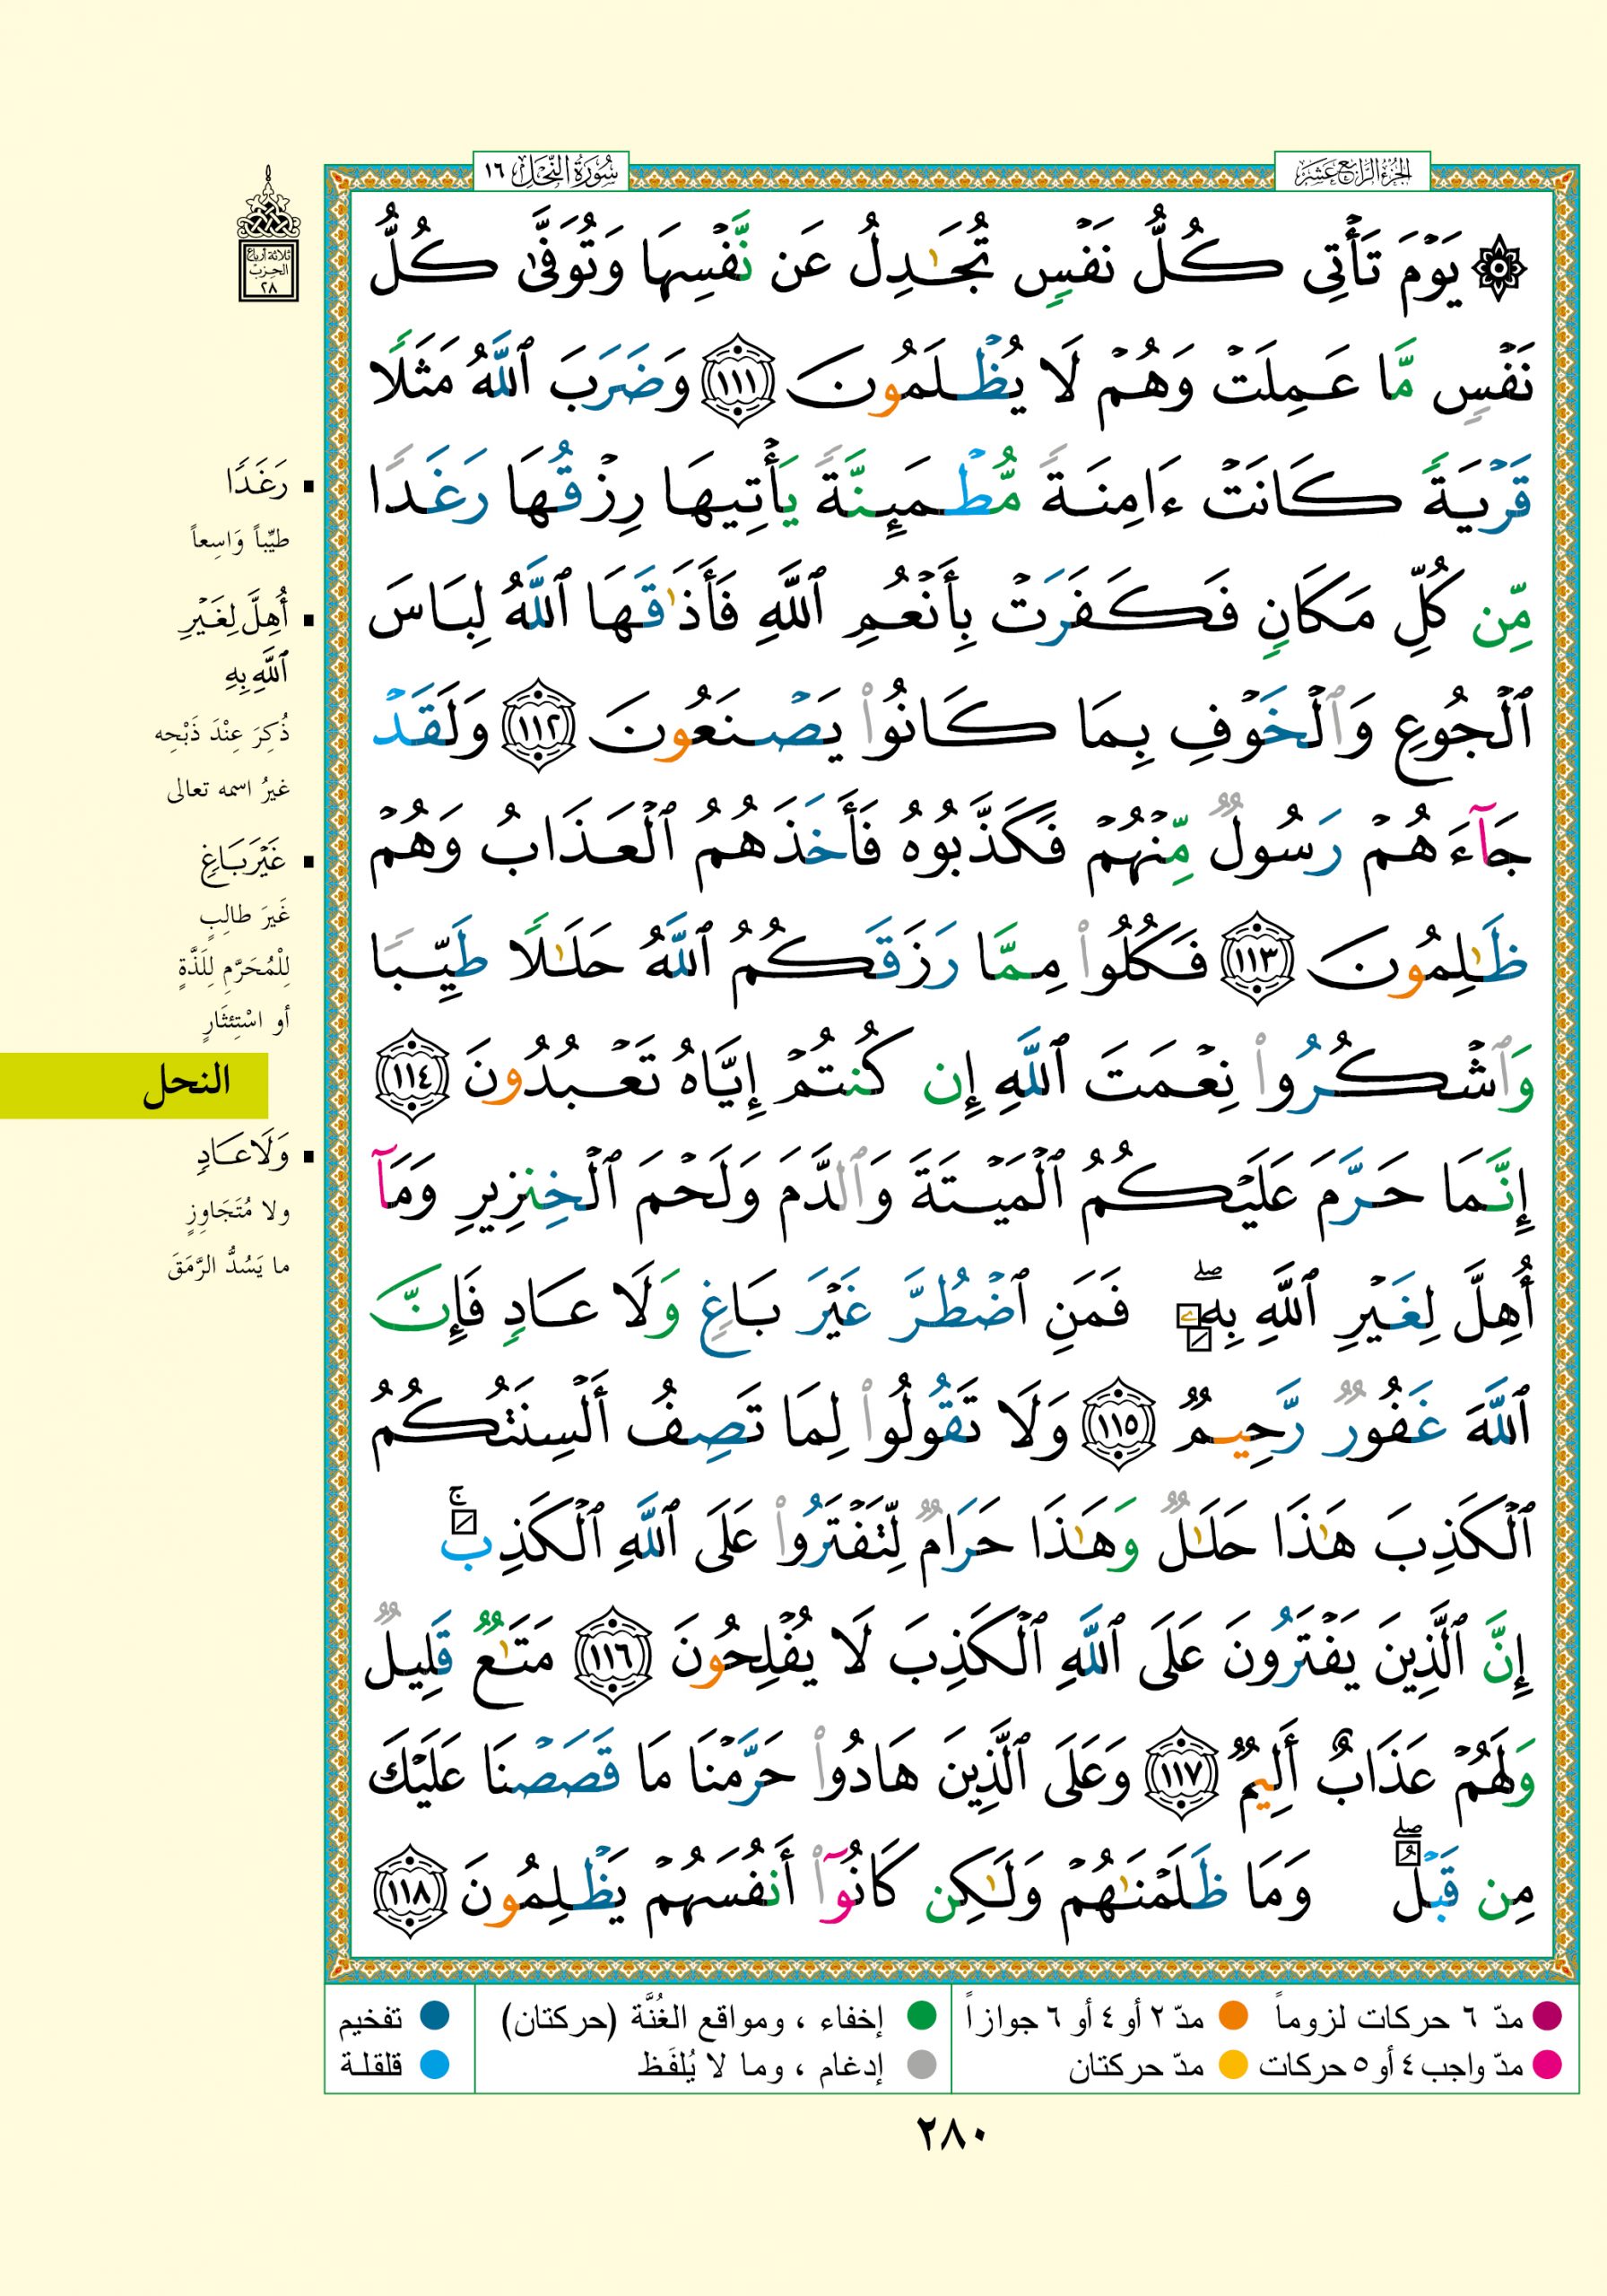 الجزء الرابع عشر
سورة النحل ١٦
۞ يَوْمَ تَأْتِى كُلُّ نَفْسٍ تُجَٰدِلُ عَن نَّفْسِهَا وَتُوَفَّىٰ كُلُّ
نَفْسٍ مَّا عَمِلَتْ وَهُمْ لَا يُظْلَمُونَ ١١١ وَضَرَبَ ٱللَّهُ مَثَلًا
قَرْيَةً كَانَتْ ءَامِنَةً مُّطْمَئِنَّةً يَأْتِيهَا رِزْقُهَا رَغَدًا
مِّن كُلِّ مَكَانٍ فَكَفَرَتْ بِأَنْعُمِ ٱللَّهِ فَأَذَٰقَهَا ٱللَّهُ لِبَاسَ
ٱلْجُوعِ وَٱلْخَوْفِ بِمَا كَانُوا۟ يَصْنَعُونَ ١١٢ وَلَقَدْ
جَآءَهُمْ رَسُولٌ مِّنْهُمْ فَكَذَّبُوهُ فَأَخَذَهُمُ ٱلْعَذَابُ وَهُمْ
ظَٰلِمُونَ ١١٣ فَكُلُوا۟ مِمَّا رَزَقَكُمُ ٱللَّهُ حَلَٰلًا طَيِّبًا
وَٱشْكُرُوا۟ نِعْمَتَ ٱللَّهِ إِن كُنتُمْ إِيَّاهُ تَعْبُدُونَ ١١٤
إِنَّمَا حَرَّمَ عَلَيْكُمُ ٱلْمَيْتَةَ وَٱلدَّمَ وَلَحْمَ ٱلْخِنزِيرِ وَمَآ
أُهِلَّ لِغَيْرِ ٱللَّهِ بِهِۦ ۖ فَمَنِ ٱضْطُرَّ غَيْرَ بَاغٍ وَلَا عَادٍ فَإِنَّ
ٱللَّهَ غَفُورٌ رَّحِيمٌ ١١٥ وَلَا تَقُولُوا۟ لِمَا تَصِفُ أَلْسِنَتُكُمُ
ٱلْكَذِبَ هَٰذَا حَلَٰلٌ وَهَٰذَا حَرَامٌ لِّتَفْتَرُوا۟ عَلَى ٱللَّهِ ٱلْكَذِبَ ۚ
إِنَّ ٱلَّذِينَ يَفْتَرُونَ عَلَى ٱللَّهِ ٱلْكَذِبَ لَا يُفْلِحُونَ ١١٦ مَتَٰعٌ قَلِيلٌ
وَلَهُمْ عَذَابٌ أَلِيمٌ ١١٧ وَعَلَى ٱلَّذِينَ هَادُوا۟ حَرَّمْنَا مَا قَصَصْنَا عَلَيْكَ
مِن قَبْلُ ۖ وَمَا ظَلَمْنَٰهُمْ وَلَٰكِن كَانُوٓا۟ أَنفُسَهُمْ يَظْلِمُونَ ١١٨
ثلاثة أرباع
الحزب
٢٨
رَغَدًا
طيِّباً وَاسِعاً
أُهِلَّ لِغَيْرِ
ٱللَّهِ بِهِ
ذُكِرَ عِنْدَ ذَبْحِه
غيرُ اسمه تعالى
غَيْرَ بَاغٍ
غَيرَ طالِبٍ
لِلْمُحَرَّمِ لِلَذَّةٍ
أو اسْتِئثَارٍ
النحل
وَلَا عَادٍ
ولا مُتَجَاوِزٍ
ما يَسُدُّ الرَّمَقَ
مدّ ٦ حركات لزوماً مدّ ٢ أو ٤ أو ٦ جوازاً
مدّ واجب ٤ أو ٥ حركات مدّ حركتان
إخفاء ، ومواقع الغُنَّة (حركتان)
إدغام ، وما لا يُلفَظ
تفخيم
قلقلة
٢٨٠